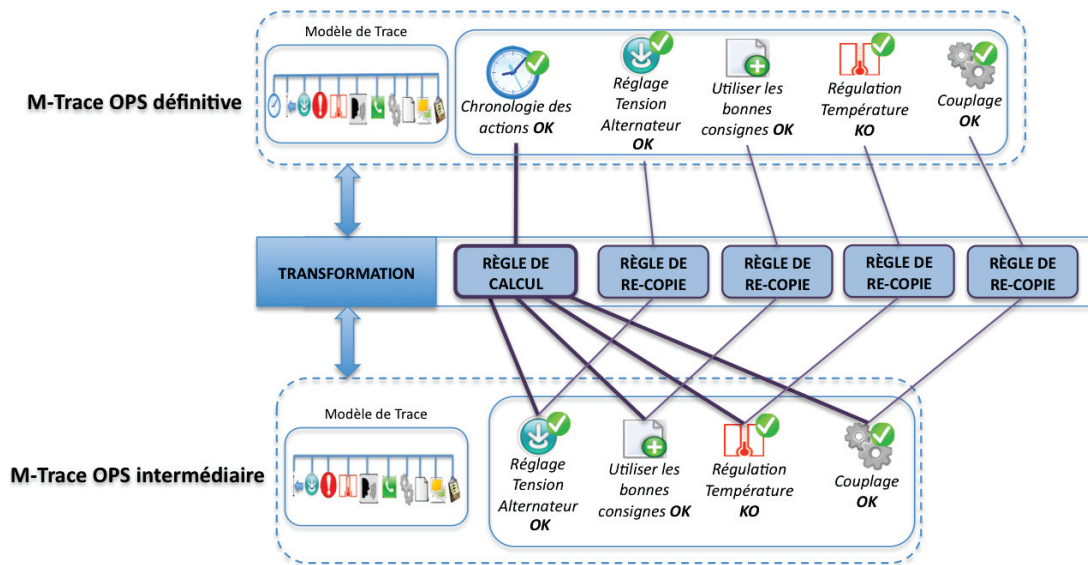 Modèle de Trace
M-Trace OPS définitive
Chronologie des
actions OK
Réglage
Tension
Alternateur
OK
Utiliser les
bonnes
consignes OK
Régulation
Température
KO
Couplage
OK
TRANSFORMATION
RÈGLE DE
CALCUL
RÈGLE DE
RE-COPIE
RÈGLE DE
RE-COPIE
RÈGLE DE
RE-COPIE
RÈGLE DE
RE-COPIE
Modèle de Trace
M-Trace OPS intermédiaire
Réglage
Tension
Alternateur
OK
Utiliser les
bonnes
consignes OK
Régulation
Température
KO
Couplage
OK